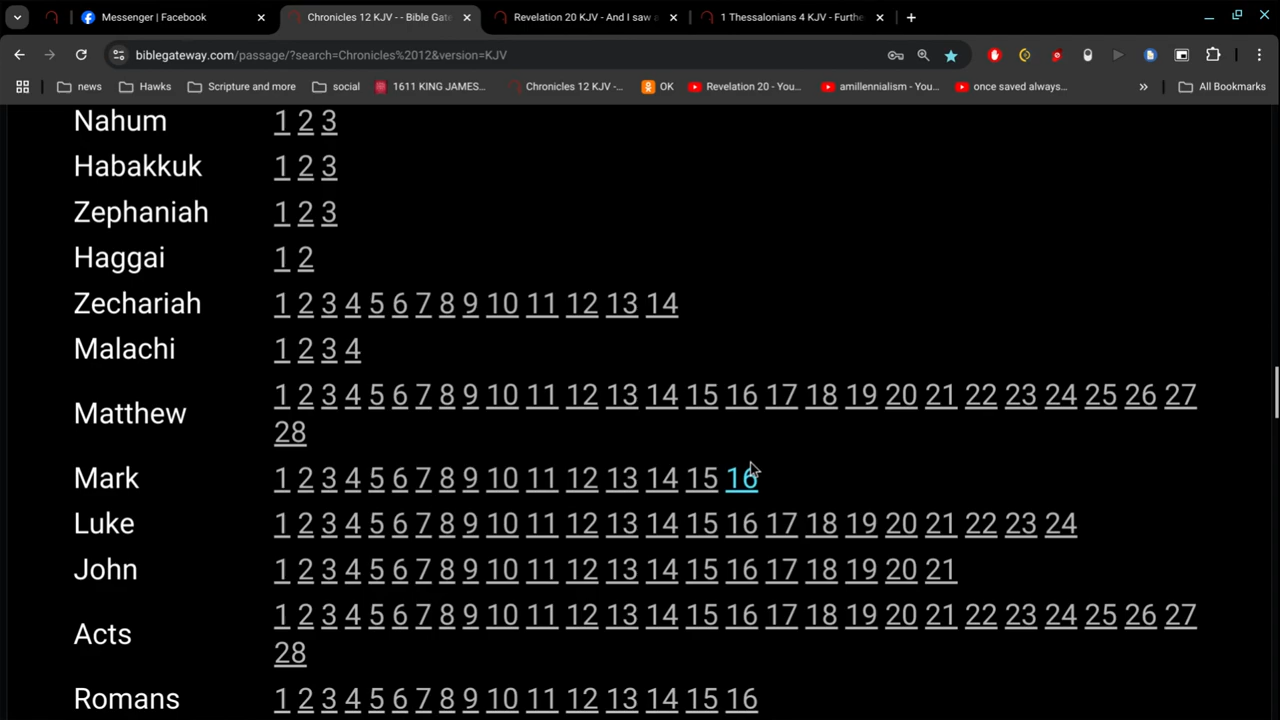 Messenger | Facebook
Chronicles 12 KJV - - Bible Gate
Revelation 20 KJV - And I saw a
1 Thessalonians 4 KJV - Furthe
biblegateway.com/passage/?search=Chronicles%2012&version=KJV
news
Hawks
Scripture and more
social
1611 KING JAMES...
Chronicles 12 KJV -...
OK
Revelation 20 - You...
amillennialism - You...
once saved always...
All Bookmarks
Nahum 1 2 3
Habakkuk 1 2 3
Zephaniah 1 2 3
Haggai 1 2
Zechariah 1 2 3 4 5 6 7 8 9 10 11 12 13 14
Malachi 1 2 3 4
Matthew 1 2 3 4 5 6 7 8 9 10 11 12 13 14 15 16 17 18 19 20 21 22 23 24 25 26 27
28
Mark 1 2 3 4 5 6 7 8 9 10 11 12 13 14 15 16
Luke 1 2 3 4 5 6 7 8 9 10 11 12 13 14 15 16 17 18 19 20 21 22 23 24
John 1 2 3 4 5 6 7 8 9 10 11 12 13 14 15 16 17 18 19 20 21
Acts 1 2 3 4 5 6 7 8 9 10 11 12 13 14 15 16 17 18 19 20 21 22 23 24 25 26 27
28
Romans 1 2 3 4 5 6 7 8 9 10 11 12 13 14 15 16